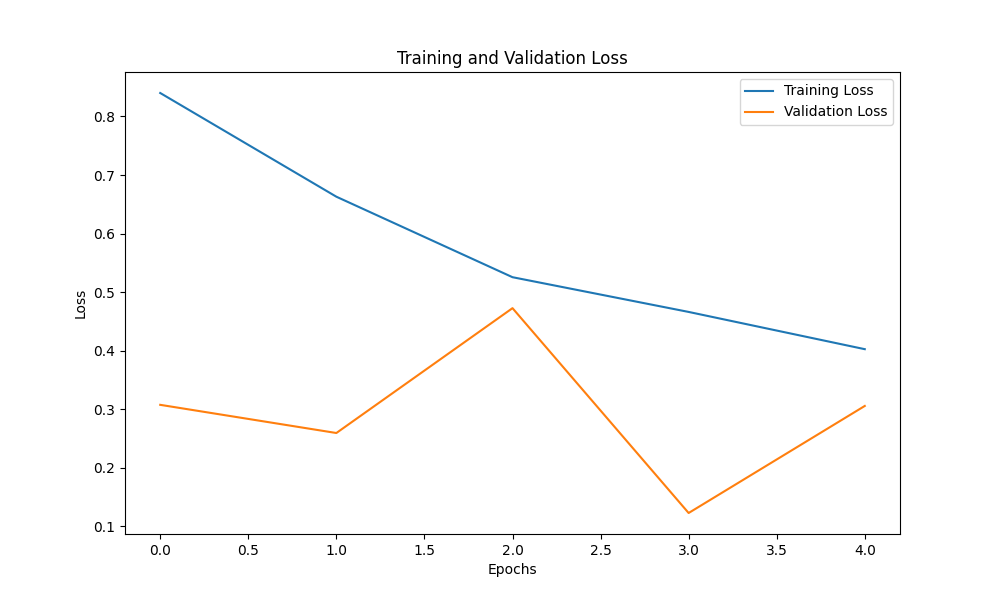 Training and Validation Loss
Training Loss
Validation Loss
0.8
0.7
0.6
0.5
0.4
0.3
0.2
0.1
Loss
0.0 0.5 1.0 1.5 2.0 2.5 3.0 3.5 4.0
Epochs